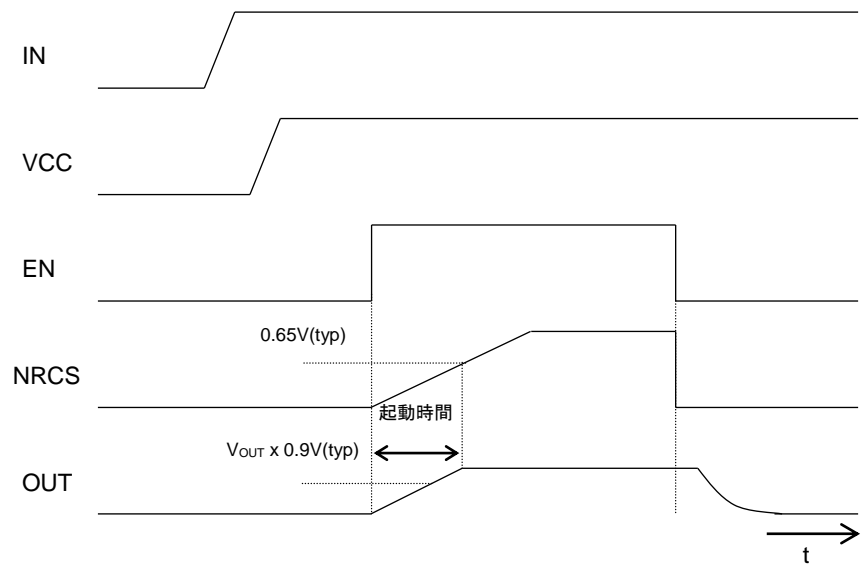 IN
VCC
EN
0.65V(typ)
NRCS
起動時間
VOUT x 0.9V(typ)
OUT
t